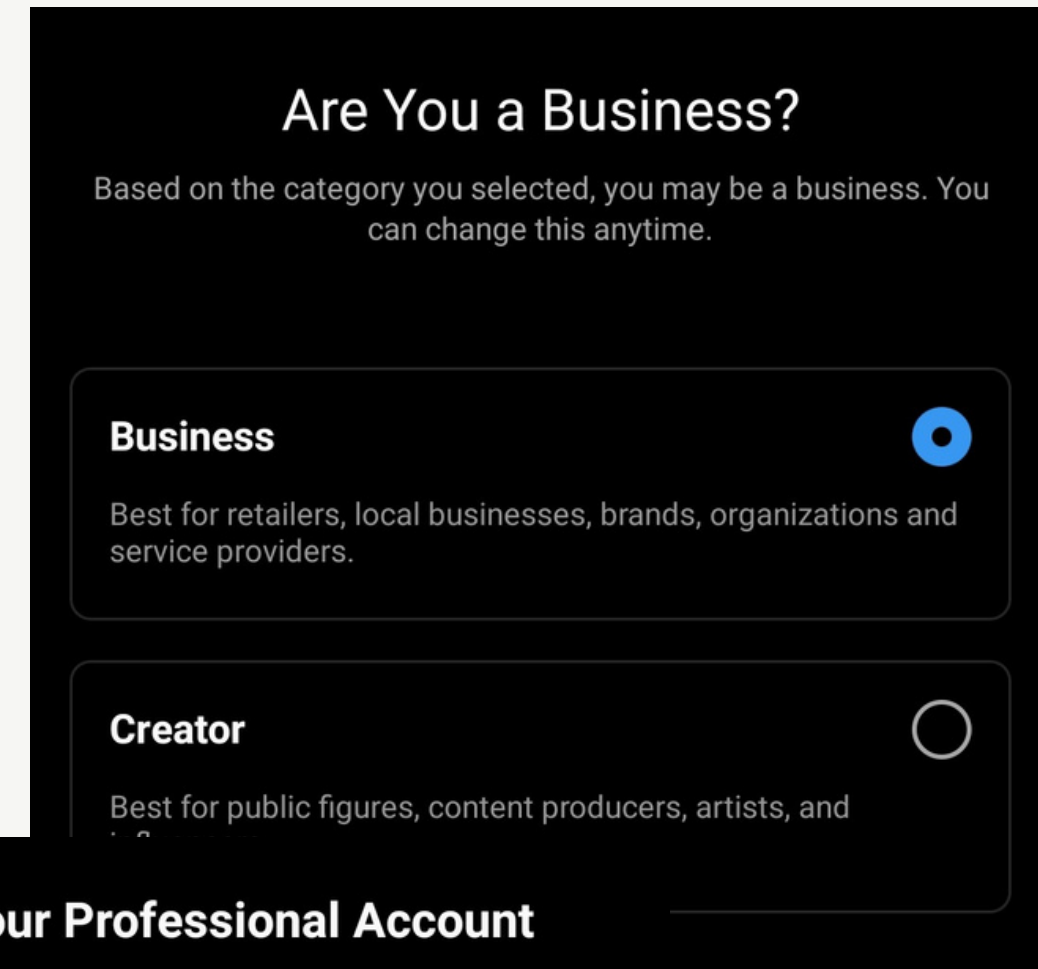 Are You a Business?
Based on the category you selected, you may be a business. You
can change this anytime.
Business
Best for retailers, local businesses, brands, organizations and
service providers.
Creator
Best for public figures, content producers, artists, and
Professional Account